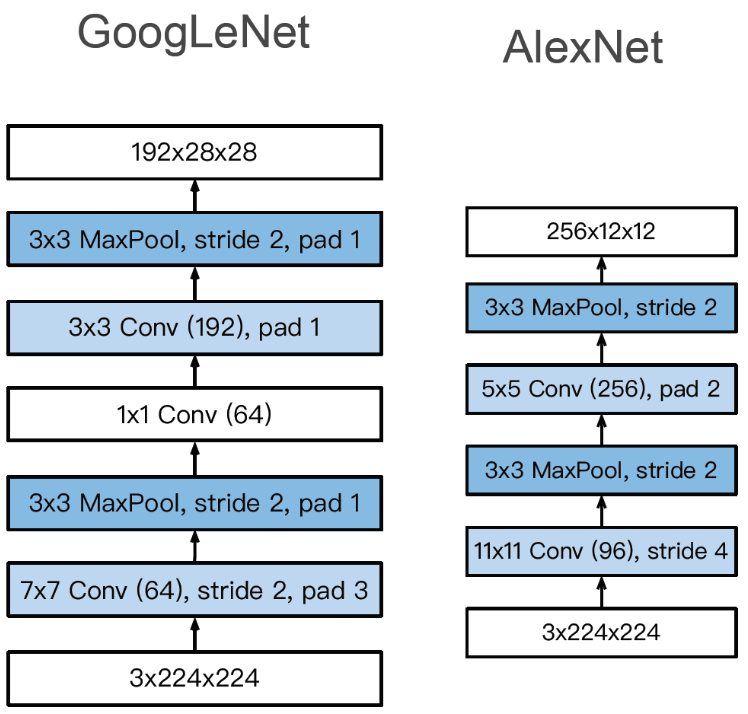 GoogLeNet
192x28x28
3x3 MaxPool, stride 2, pad 1
3x3 Conv (192), pad 1
1x1 Conv (64)
3x3 MaxPool, stride 2, pad 1
7x7 Conv (64), stride 2, pad 3
3x224x224
AlexNet
256x12x12
3x3 MaxPool, stride 2
5x5 Conv (256), pad 2
3x3 MaxPool, stride 2
11x11 Conv (96), stride 4
3x224x224